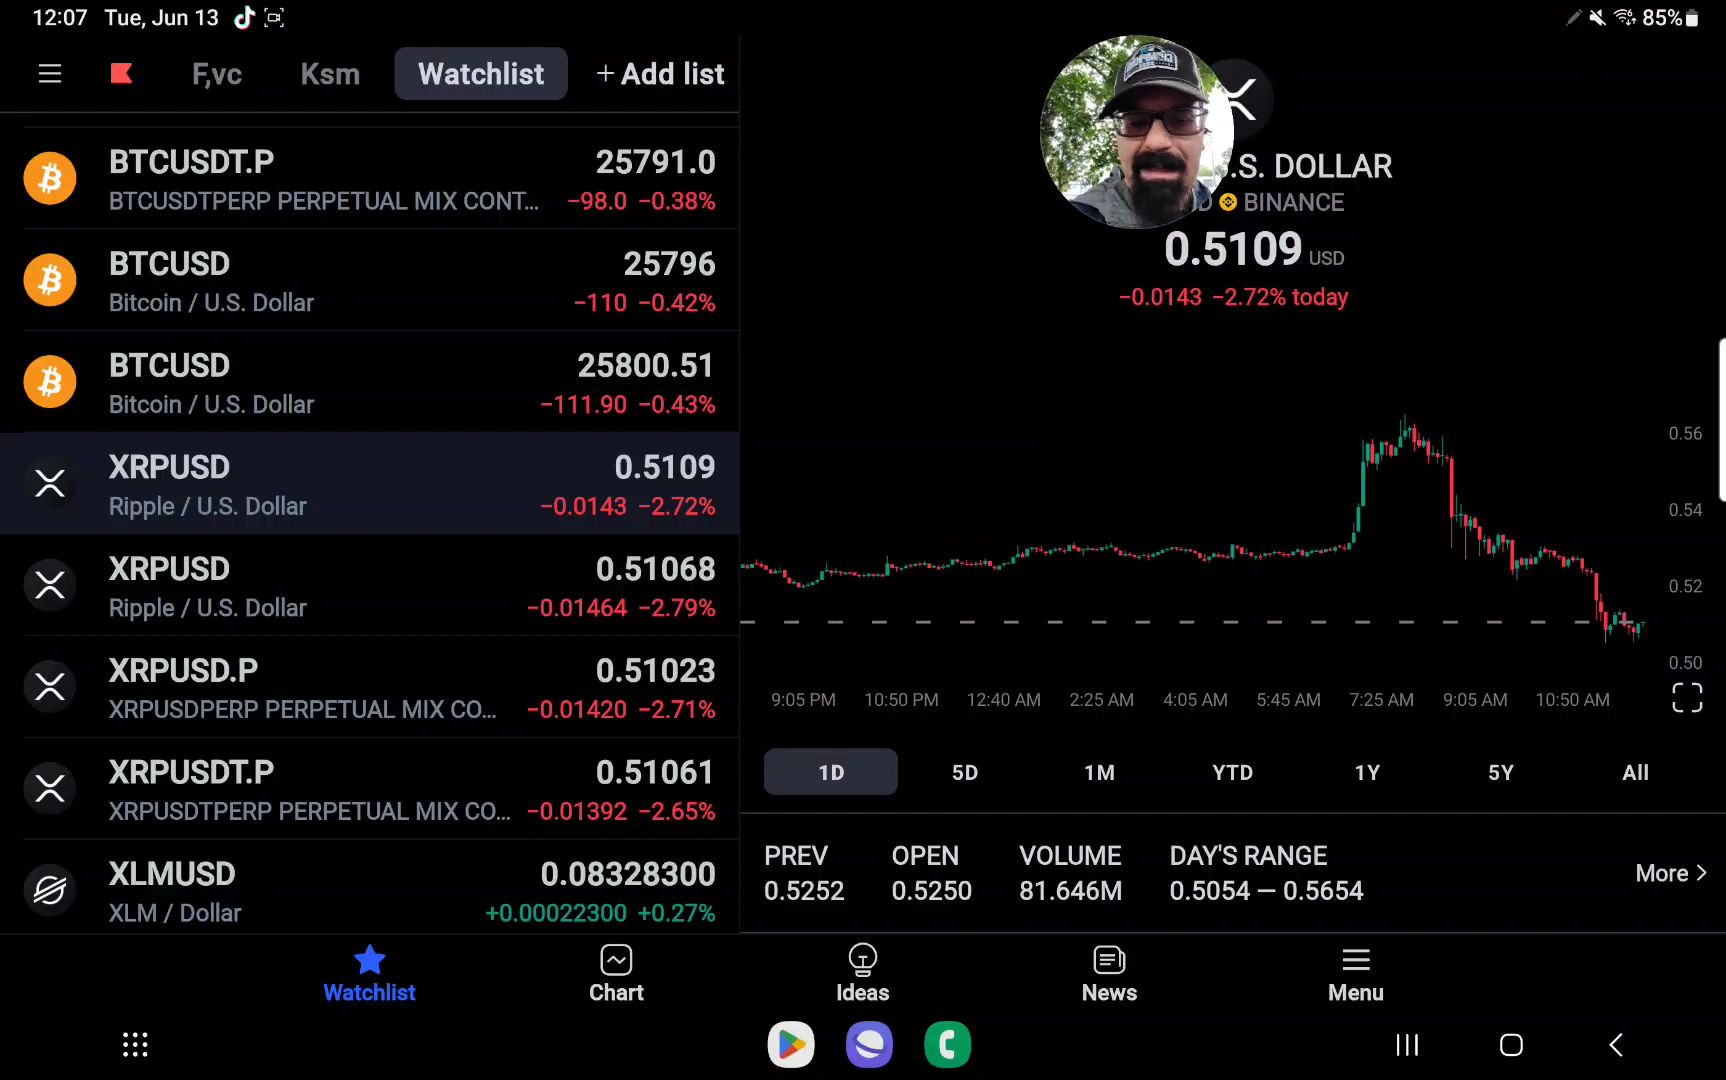 12:07 Tue, Jun 13
85%
F,vc
Ksm
Watchlist
+ Add list
BTCUSDT.P 25791.0
BTCUSDTPERP PERPETUAL MIX CONT... −98.0 −0.38%
BTCUSD 25796
Bitcoin / U.S. Dollar −110 −0.42%
BTCUSD 25800.51
Bitcoin / U.S. Dollar −111.90 −0.43%
XRPUSD 0.5109
Ripple / U.S. Dollar −0.0143 −2.72%
XRPUSD 0.51068
Ripple / U.S. Dollar −0.01464 −2.79%
XRPUSD.P 0.51023
XRPUSDPERP PERPETUAL MIX CO... −0.01420 −2.71%
XRPUSDT.P 0.51061
XRPUSDTPERP PERPETUAL MIX CO... −0.01392 −2.65%
XLMUSD 0.08328300
XLM / Dollar +0.00022300 +0.27%
.S. DOLLAR
D BINANCE
0.5109 USD
−0.0143 −2.72% today
0.56
0.54
0.52
0.50
9:05 PM 10:50 PM 12:40 AM 2:25 AM 4:05 AM 5:45 AM 7:25 AM 9:05 AM 10:50 AM
1D 5D 1M YTD 1Y 5Y All
PREV OPEN VOLUME DAY'S RANGE
0.5252 0.5250 81.646M 0.5054 — 0.5654
More >
Watchlist Chart Ideas News Menu